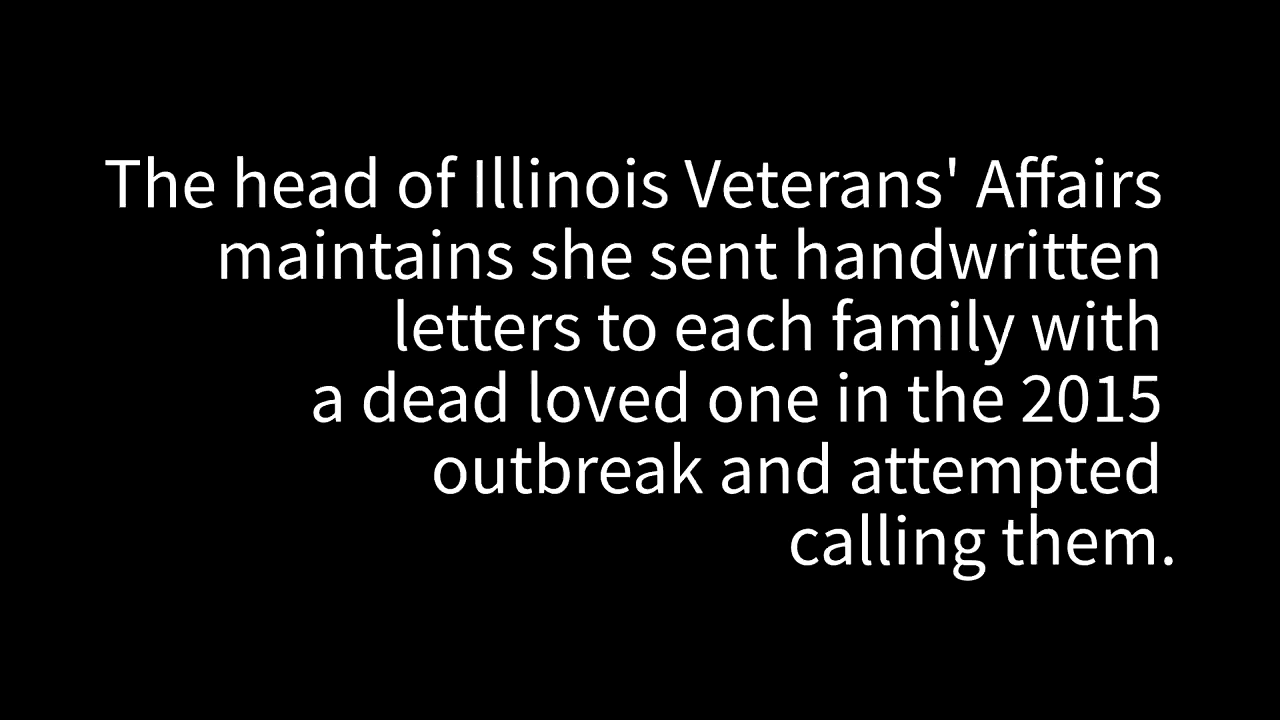 The head of Illinois Veterans' Affairs
maintains she sent handwritten
letters to each family with
a dead loved one in the 2015
outbreak and attempted
calling them.